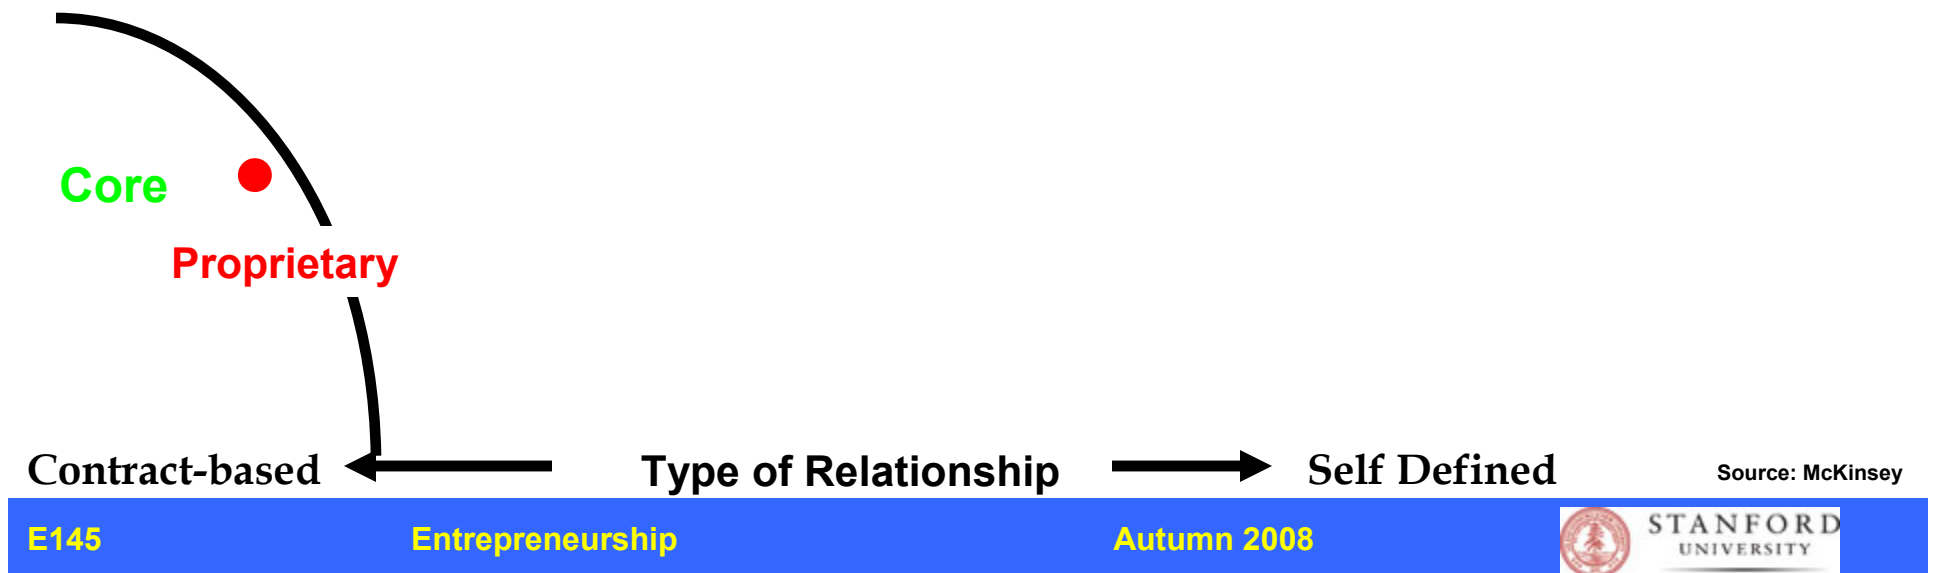 Core
Proprietary
Contract-based Type of Relationship Self Defined Source: McKinsey
E145 Entrepreneurship Autumn 2008 STANFORD
UNIVERSITY